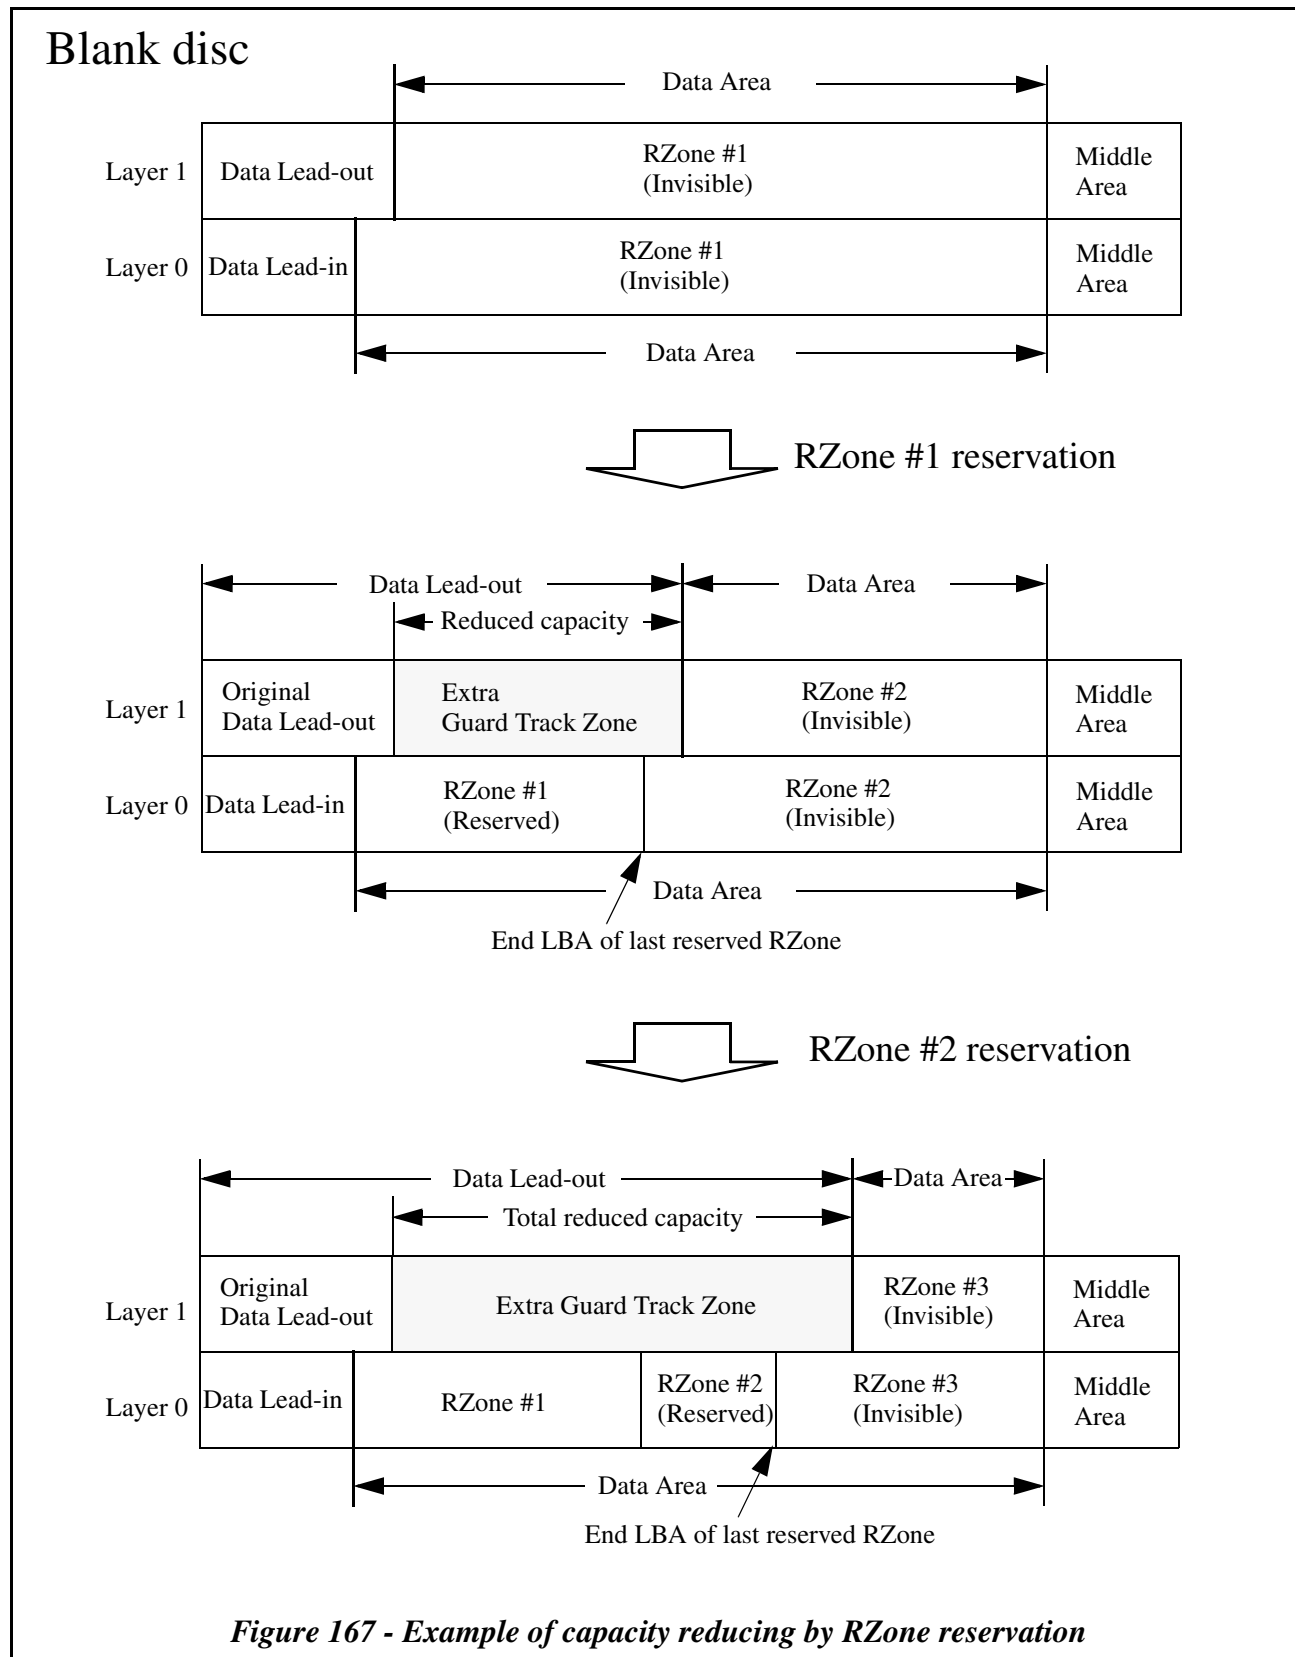 Blank disc
Data Area
Layer 1
Data Lead-out
RZone #1
(Invisible)
Middle
Area
Layer 0
Data Lead-in
RZone #1
(Invisible)
Middle
Area
Data Area
RZone #1 reservation
Data Lead-out
Data Area
Reduced capacity
Layer 1
Original
Data Lead-out
Extra
Guard Track Zone
RZone #2
(Invisible)
Middle
Area
Layer 0
Data Lead-in
RZone #1
(Reserved)
RZone #2
(Invisible)
Middle
Area
Data Area
End LBA of last reserved RZone
RZone #2 reservation
Data Lead-out
Data Area
Total reduced capacity
Layer 1
Original
Data Lead-out
Extra Guard Track Zone
RZone #3
(Invisible)
Middle
Area
Layer 0
Data Lead-in
RZone #1
RZone #2
(Reserved)
RZone #3
(Invisible)
Middle
Area
Data Area
End LBA of last reserved RZone
Figure 167 - Example of capacity reducing by RZone reservation